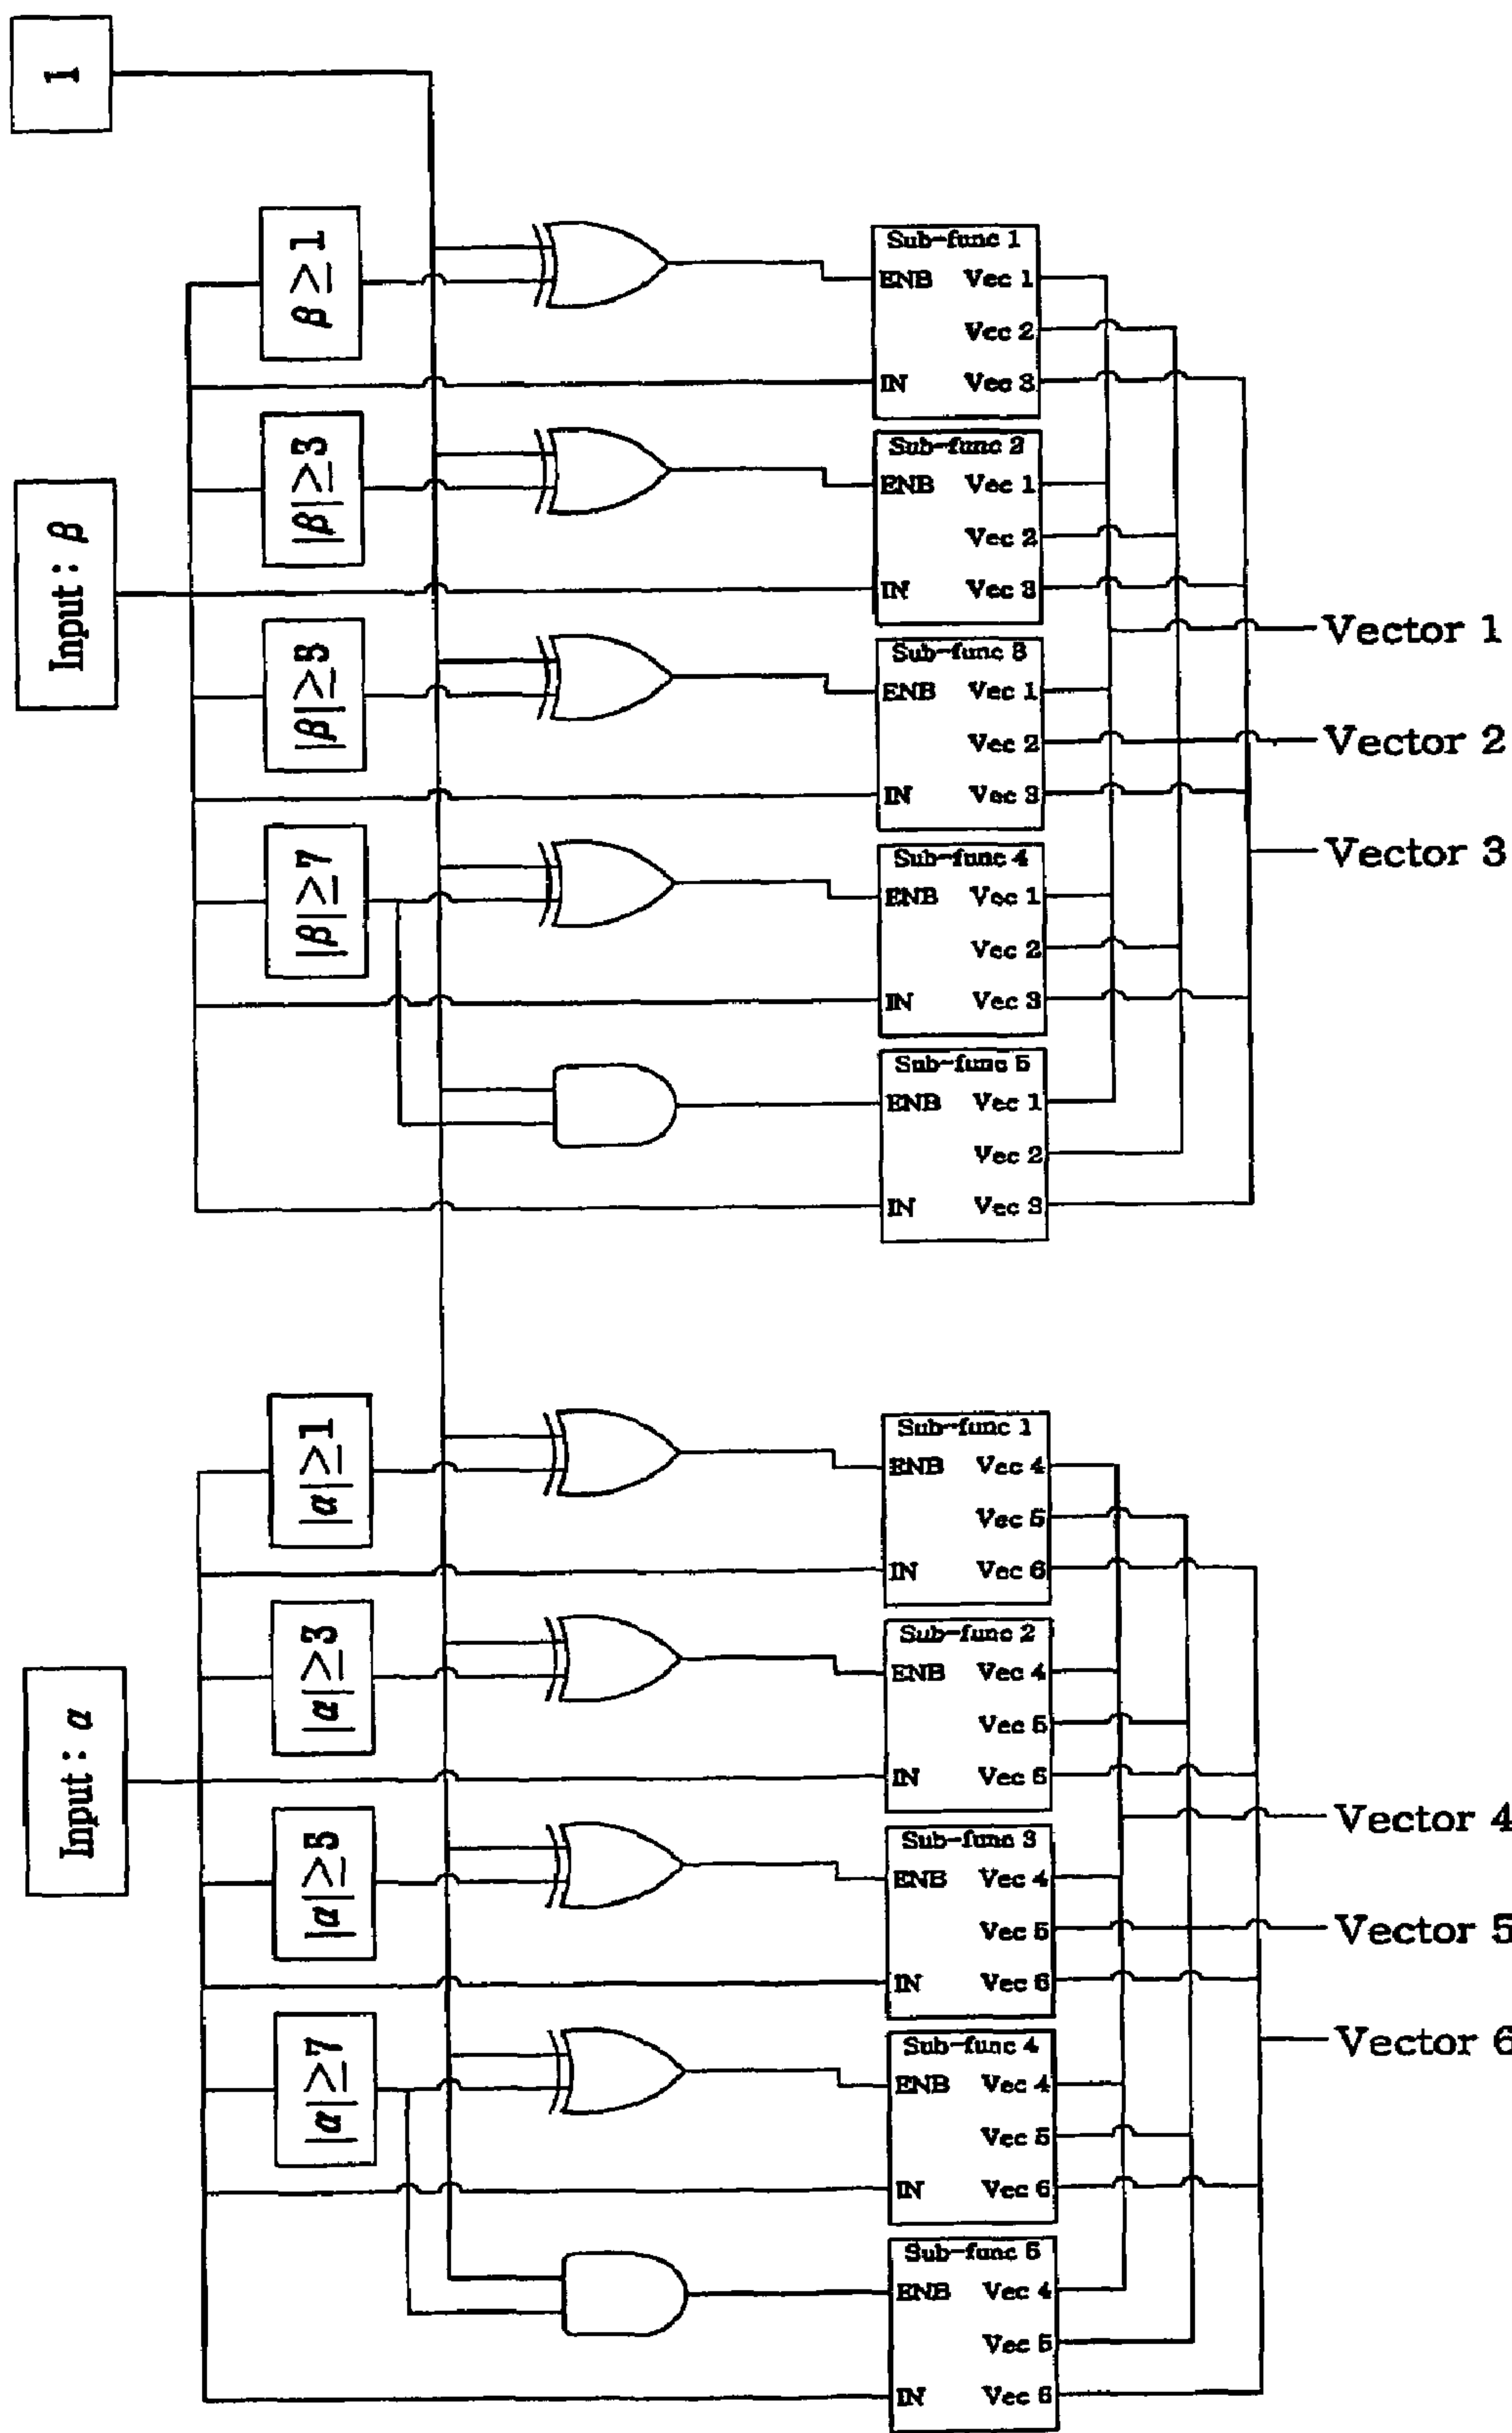 1
Input: β
β ≥ 1
|β| ≥ 3
|β| ≥ 5
|β| ≥ 7
Sub-func 1
ENB Vec 1
Vec 2
IN Vec 3
Sub-func 2
ENB Vec 1
Vec 2
IN Vec 3
Sub-func 3
ENB Vec 1
Vec 2
IN Vec 3
Sub-func 4
ENB Vec 1
Vec 2
IN Vec 3
Sub-func 5
ENB Vec 1
Vec 2
IN Vec 3
Vector 1
Vector 2
Vector 3
Input: α
|α| ≥ 1
|α| ≥ 3
|α| ≥ 5
|α| ≥ 7
Sub-func 1
ENB Vec 4
Vec 5
IN Vec 6
Sub-func 2
ENB Vec 4
Vec 5
IN Vec 6
Sub-func 3
ENB Vec 4
Vec 5
IN Vec 6
Sub-func 4
ENB Vec 4
Vec 5
IN Vec 6
Sub-func 5
ENB Vec 4
Vec 5
IN Vec 6
Vector 4
Vector 5
Vector 6